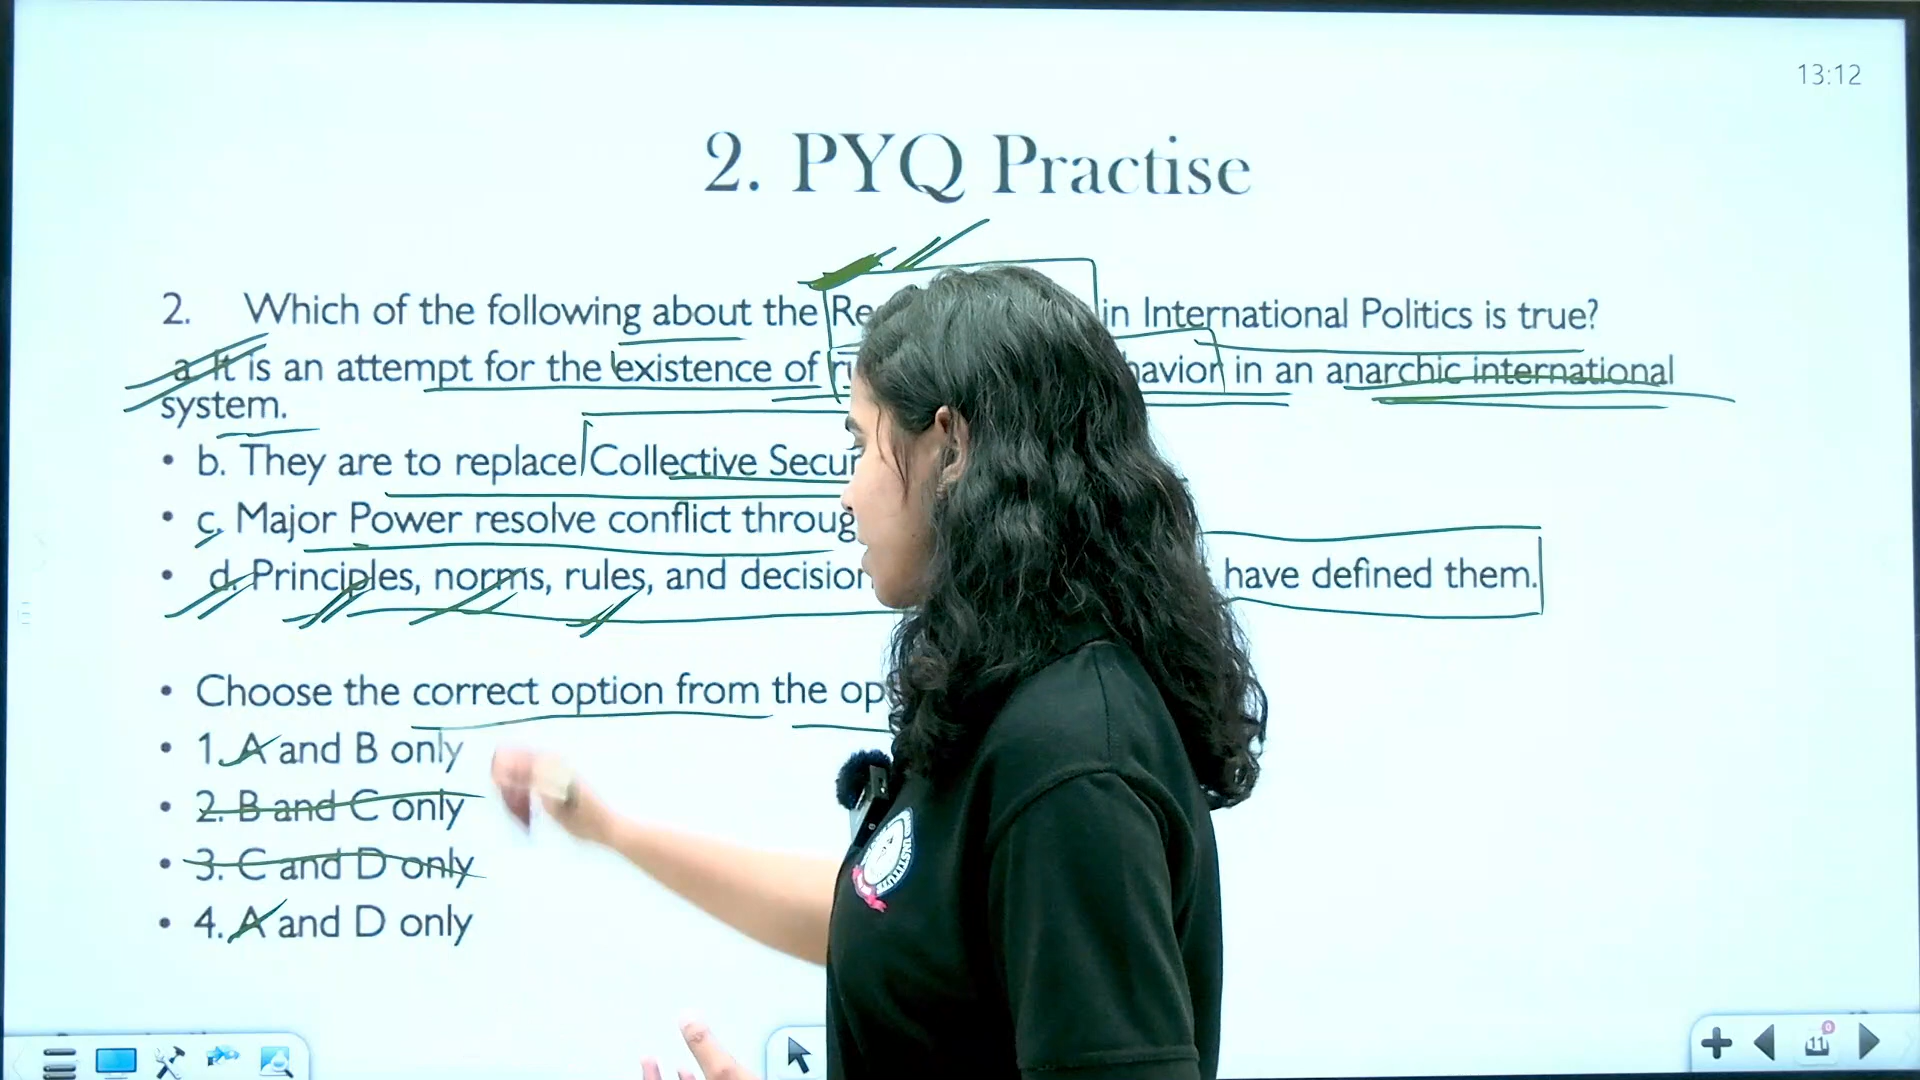 13:12
2. PYQ Practise
2. Which of the following about the Re in International Politics is true?
a. It is an attempt for the existence of havior in an anarchic international
system.
• b. They are to replace Collective Secur
• c. Major Power resolve conflict throug
• d. Principles, norms, rules, and decision have defined them.
• Choose the correct option from the op
• 1. A and B only
• 2. B and C only
• 3. C and D only
• 4. A and D only
11